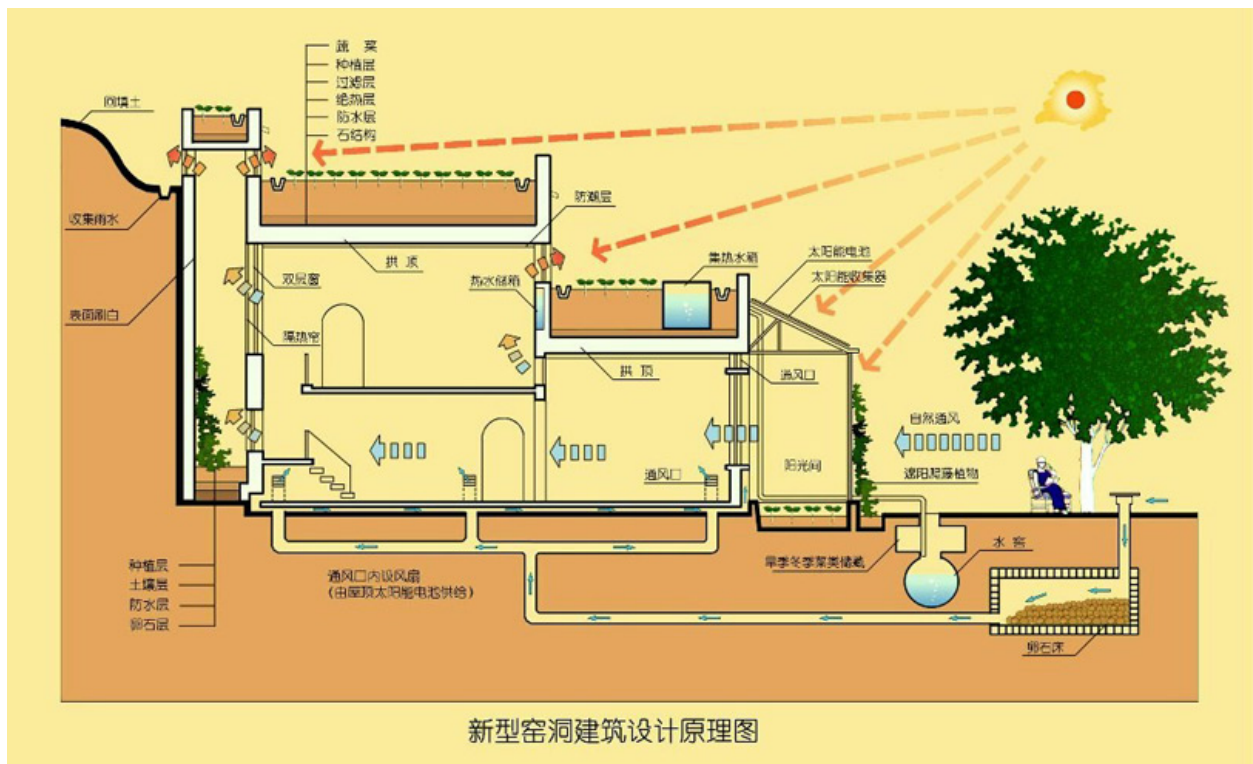 蔬 菜
种植层
过滤层
绝热层
防水层
石结构
回填土
收集雨水
表面刷白
防潮层
拱 顶
双层窗
热水储箱
隔热帘
集热水箱
太阳能电池
太阳能收集器
拱 顶
通风口
自然通风
阳光间
遮阳爬藤植物
通风口
种植层
土壤层
防水层
卵石层
通风口内设风扇
(由屋顶太阳能电池供给)
旱季冬季菜类储藏
水 窖
卵石床
新型窑洞建筑设计原理图